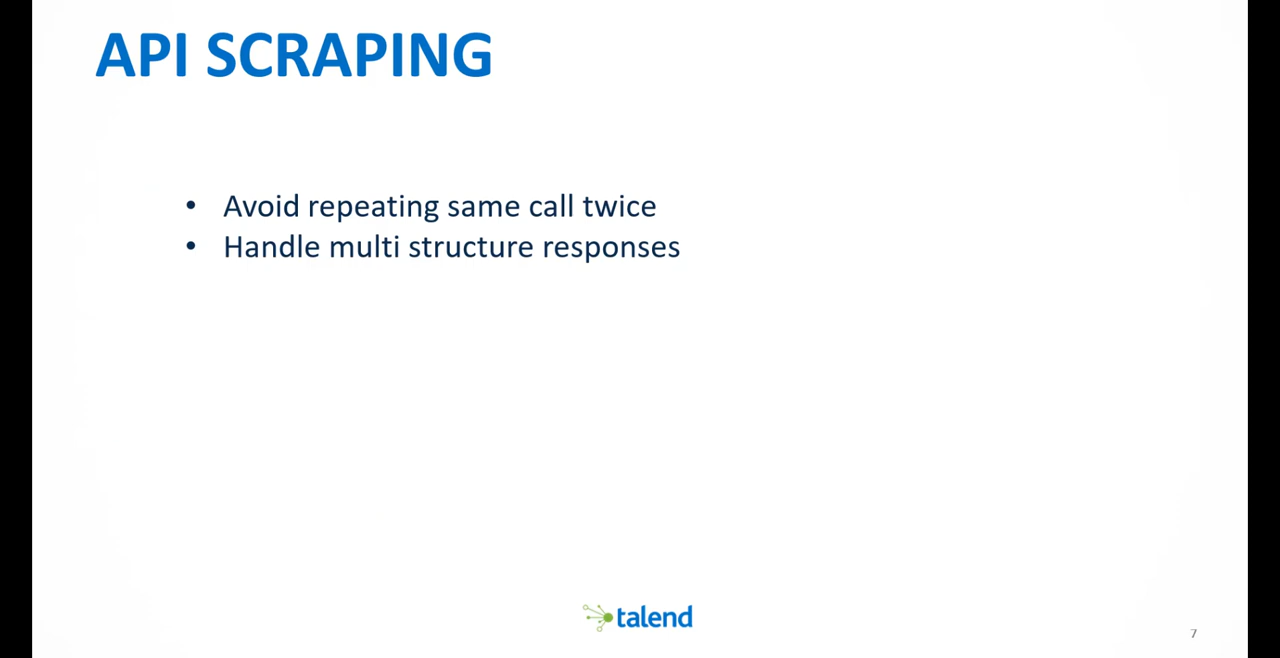 API SCRAPING
• Avoid repeating same call twice
• Handle multi structure responses
talend
7